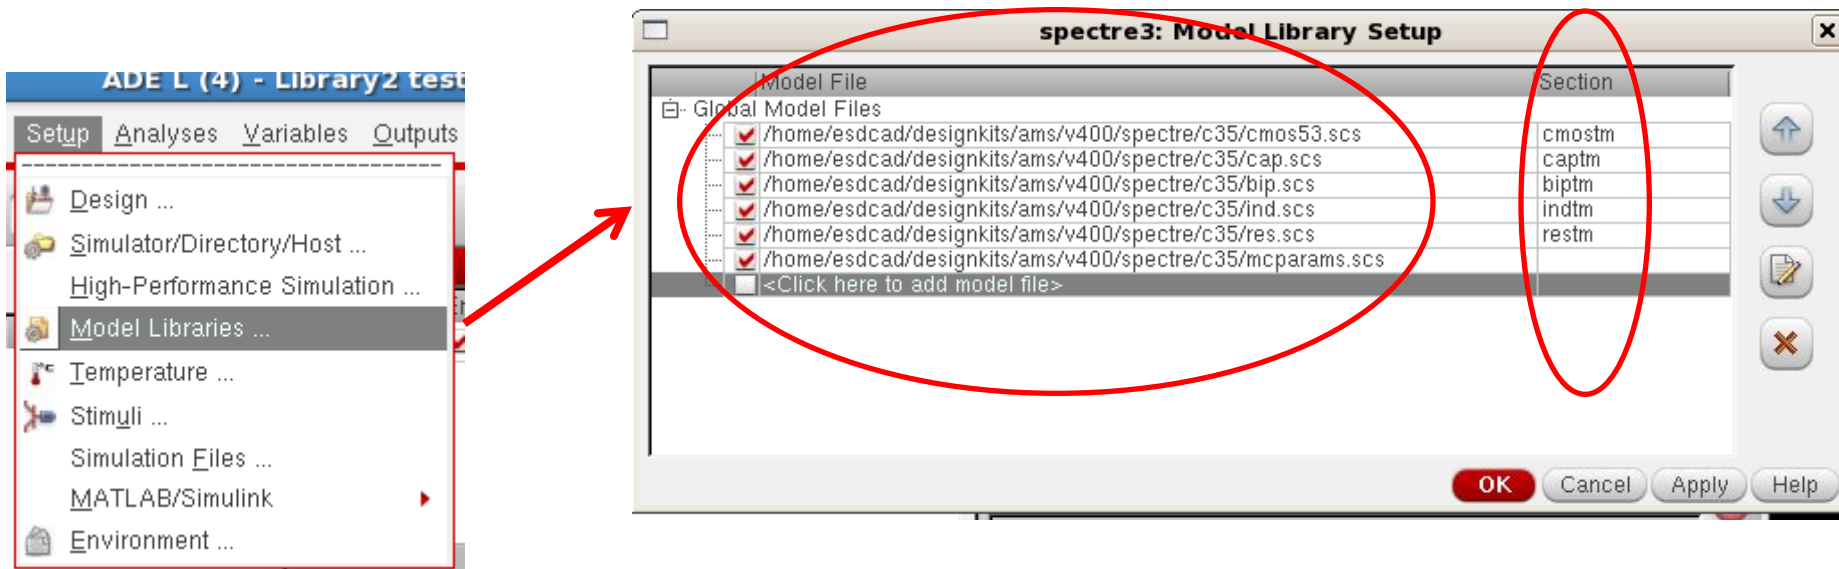 ADE L (4) - Library2 test
Setup Analyses Variables Outputs
Design ...
Simulator/Directory/Host ...
High-Performance Simulation ...
Model Libraries ...
Temperature ...
Stimuli ...
Simulation Files ...
MATLAB/Simulink
Environment ...
spectre3: Model Library Setup
Model File Section
Global Model Files
/home/esdcad/designkits/ams/v400/spectre/c35/cmos53.scs cmostm
/home/esdcad/designkits/ams/v400/spectre/c35/cap.scs captm
/home/esdcad/designkits/ams/v400/spectre/c35/bip.scs biptm
/home/esdcad/designkits/ams/v400/spectre/c35/ind.scs indtm
/home/esdcad/designkits/ams/v400/spectre/c35/res.scs restm
/home/esdcad/designkits/ams/v400/spectre/c35/mcparams.scs
<Click here to add model file>
OK Cancel Apply Help